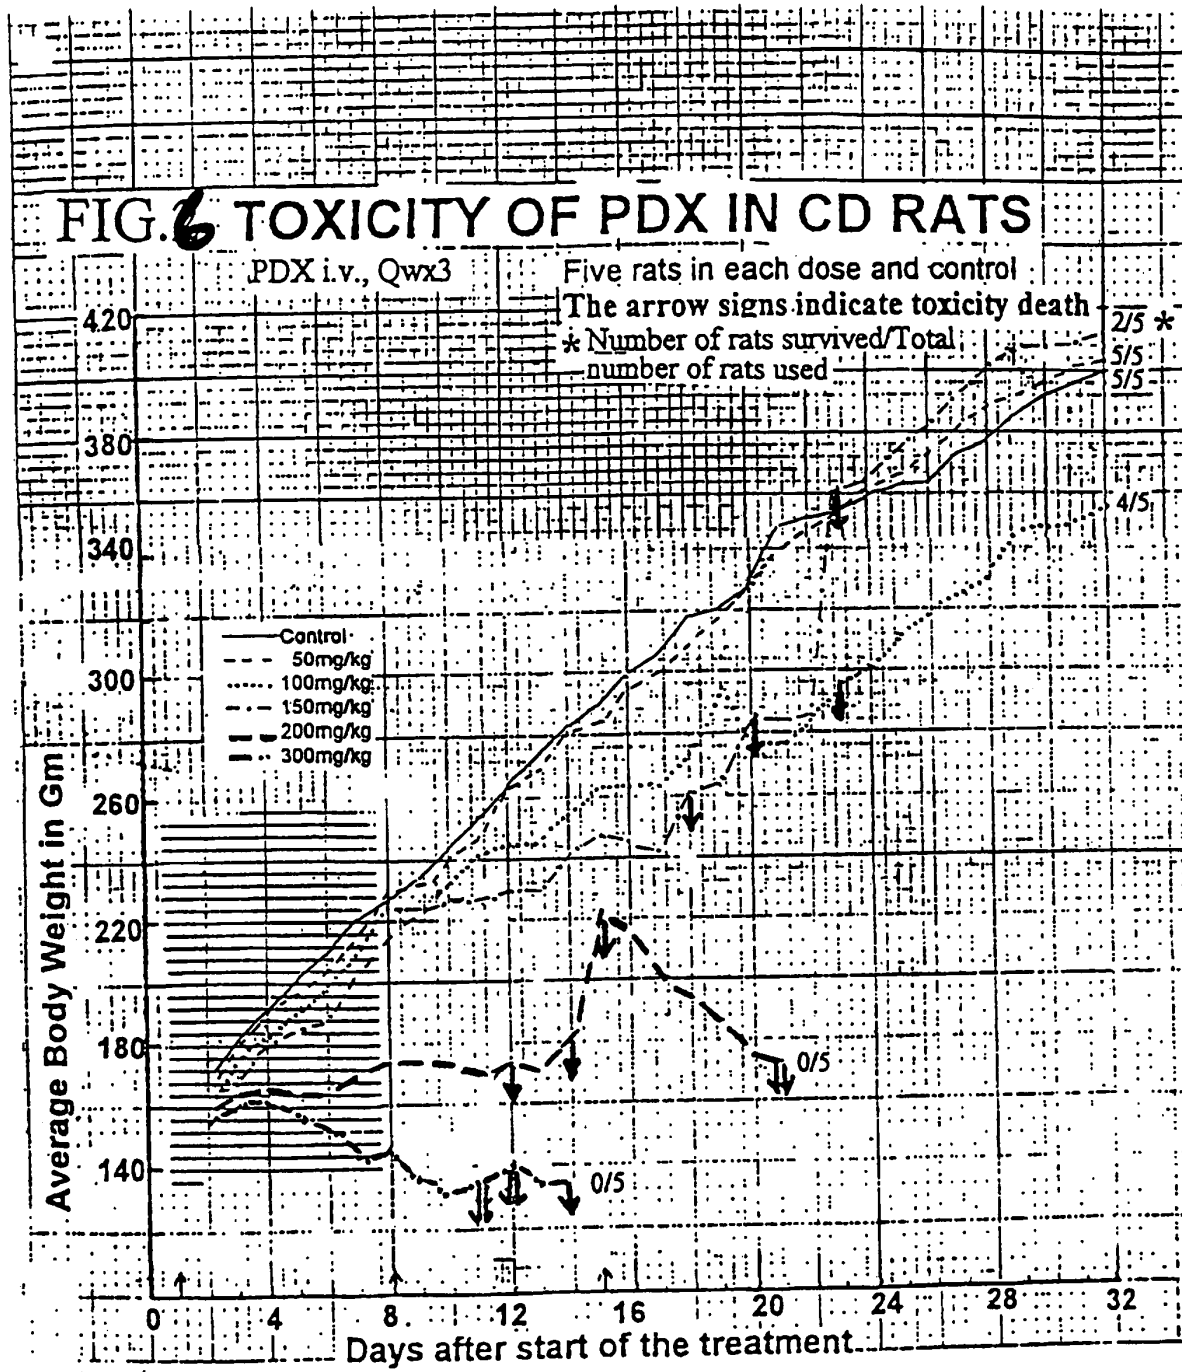 FIG. 6 TOXICITY OF PDX IN CD RATS
PDX i.v., Qwx3
Five rats in each dose and control
The arrow signs indicate toxicity death
* Number of rats survived/Total
number of rats used
2/5 *
5/5
5/5
4/5
420
380
340
300
260
220
180
140
Average Body Weight in Gm
Control
50mg/kg
100mg/kg
150mg/kg
200mg/kg
300mg/kg
0/5
0/5
0 4 8 12 16 20 24 28 32
Days after start of the treatment